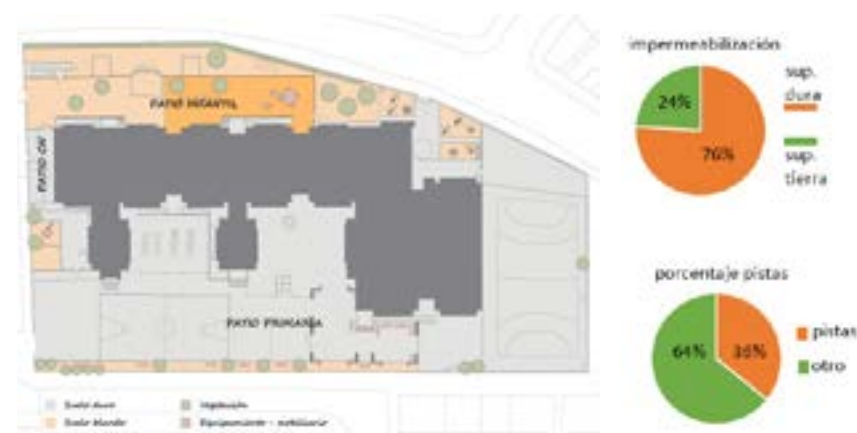 PATIO INFANTIL
PATIO CN
PATIO PRIMARIA
Suelo duro
Suelo blando
Vegetación
Equipamiento - mobiliario
impermeabilización
24%
76%
sup.
dura
sup.
tierra
porcentaje pistas
64%
36%
pistas
otro